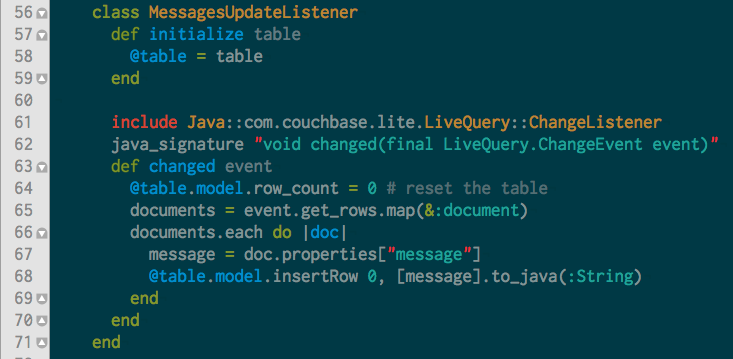 56 class MessagesUpdateListener
57 def initialize table
58 @table = table
59 end
60
61 include Java::com.couchbase.lite.LiveQuery::ChangeListener
62 java_signature "void changed(final LiveQuery.ChangeEvent event)"
63 def changed event
64 @table.model.row_count = 0 # reset the table
65 documents = event.get_rows.map(&:document)
66 documents.each do |doc|
67 message = doc.properties["message"]
68 @table.model.insertRow 0, [message].to_java(:String)
69 end
70 end
71 end